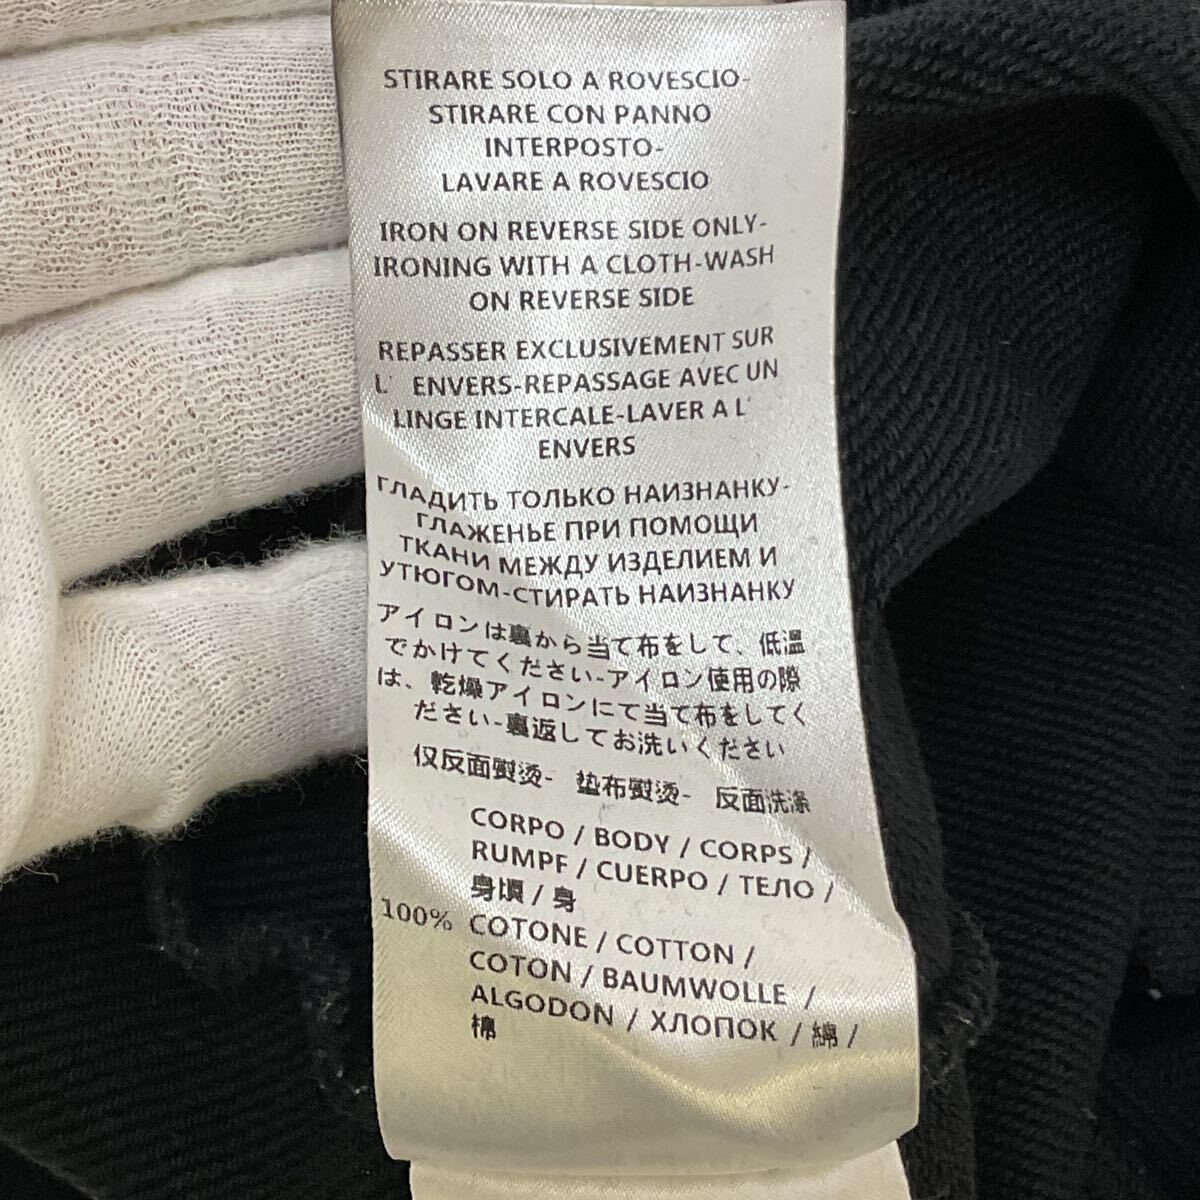 STIRARE SOLO A ROVESCIO-
STIRARE CON PANNO
INTERPOSTO-
LAVARE A ROVESCIO
IRON ON REVERSE SIDE ONLY-
IRONING WITH A CLOTH-WASH
ON REVERSE SIDE
REPASSER EXCLUSIVEMENT SUR
L' ENVERS-REPASSAGE AVEC UN
LINGE INTERCALE-LAVER A L'
ENVERS
ГЛАДИТЬ ТОЛЬКО НАИЗНАНКУ-
ГЛАЖЕНЬЕ ПРИ ПОМОЩИ
ТКАНИ МЕЖДУ ИЗДЕЛИЕМ И
УТЮГОМ-СТИРАТЬ НАИЗНАНКУ
アイロンは裏から当て布をして、低温
でかけてください-アイロン使用の際
は、乾燥アイロンにて当て布をしてく
ださい-裏返してお洗いください
仅反面熨烫- 垫布熨烫- 反面洗涤
CORPO / BODY / CORPS /
RUMPF / CUERPO / ТЕЛО /
身頃 / 身
100% COTONE / COTTON /
COTON / BAUMWOLLE /
ALGODON / ХЛОПОК / 綿 /
棉